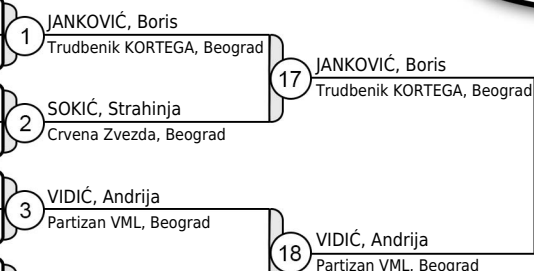 JANKOVIĆ, Boris
1
Trudbenik KORTEGA, Beograd
JANKOVIĆ, Boris
17
Trudbenik KORTEGA, Beograd
SOKIĆ, Strahinja
2
Crvena Zvezda, Beograd
VIDIĆ, Andrija
3
Partizan VML, Beograd
VIDIĆ, Andrija
18
Partizan VML, Beograd